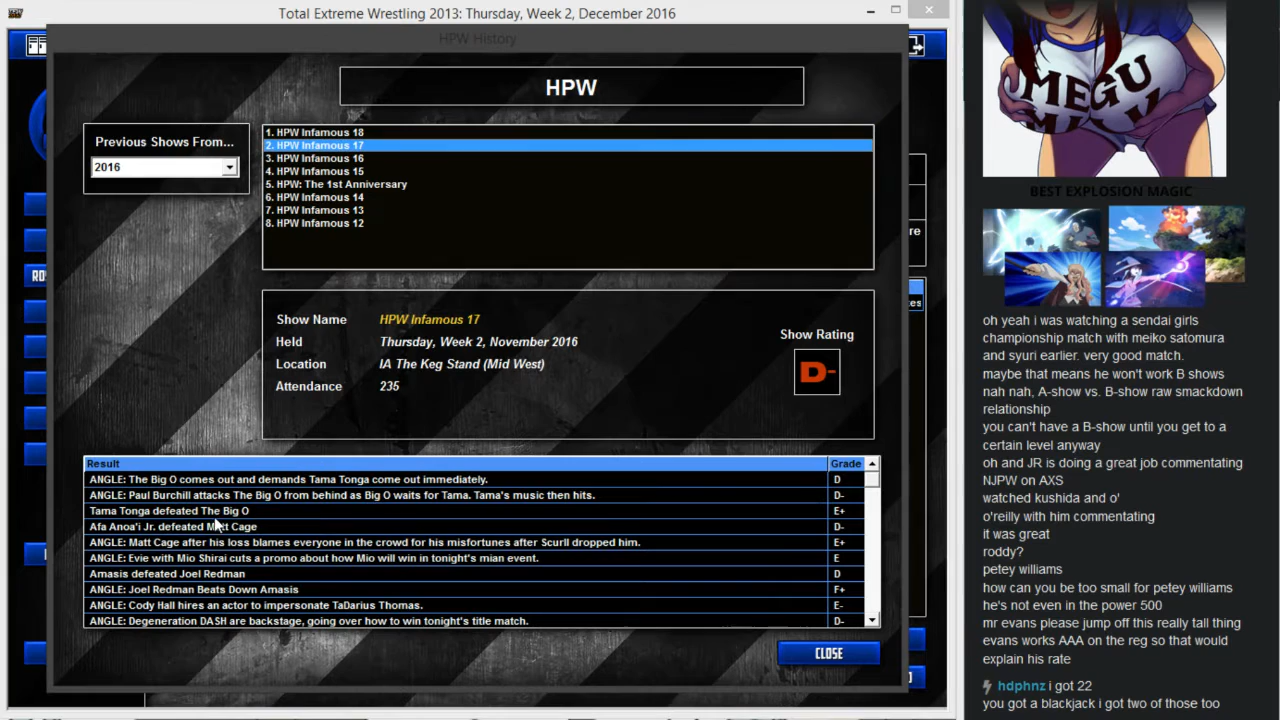 Total Extreme Wrestling 2013: Thursday, Week 2, December 2016
HPW History
HPW
Previous Shows From...
2016
1. HPW Infamous 18
2. HPW Infamous 17
3. HPW Infamous 16
4. HPW Infamous 15
5. HPW: The 1st Anniversary
6. HPW Infamous 14
7. HPW Infamous 13
8. HPW Infamous 12
Show Name HPW Infamous 17
Held Thursday, Week 2, November 2016
Location IA The Keg Stand (Mid West)
Attendance 235
Show Rating
D-
Result Grade
ANGLE: The Big O comes out and demands Tama Tonga come out immediately. D
ANGLE: Paul Burchill attacks The Big O from behind as Big O waits for Tama. Tama's music then hits. D-
Tama Tonga defeated The Big O E+
Afa Anoa'i Jr. defeated Matt Cage D-
ANGLE: Matt Cage after his loss blames everyone in the crowd for his misfortunes after Scurll dropped him. E+
ANGLE: Evie with Mio Shirai cuts a promo about how Mio will win in tonight's mian event. E
Amasis defeated Joel Redman D
ANGLE: Joel Redman Beats Down Amasis F+
ANGLE: Cody Hall hires an actor to impersonate TaDarius Thomas. E-
ANGLE: Degeneration DASH are backstage, going over how to win tonight's title match. D-
CLOSE
RO
re
es
MEGU
BEST EXPLOSION MAGIC
oh yeah i was watching a sendai girls
championship match with meiko satomura
and syuri earlier. very good match.
maybe that means he won't work B shows
nah nah, A-show vs. B-show raw smackdown
relationship
you can't have a B-show until you get to a
certain level anyway
oh and JR is doing a great job commentating
NJPW on AXS
watched kushida and o'
o'reilly with him commentating
it was great
roddy?
petey williams
how can you be too small for petey williams
he's not even in the power 500
mr evans please jump off this really tall thing
evans works AAA on the reg so that would
explain his rate
hdphnz i got 22
you got a blackjack i got two of those too